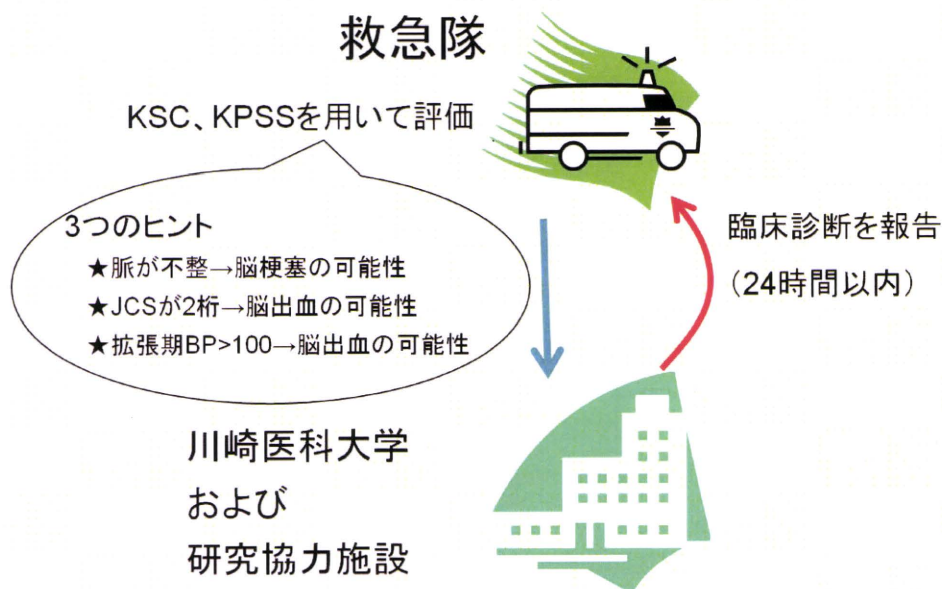 救急隊
KSC、KPSSを用いて評価
3つのヒント
★脈が不整→脳梗塞の可能性
★JCSが2桁→脳出血の可能性
★拡張期BP>100→脳出血の可能性
臨床診断を報告
(24時間以内)
川崎医科大学
および
研究協力施設